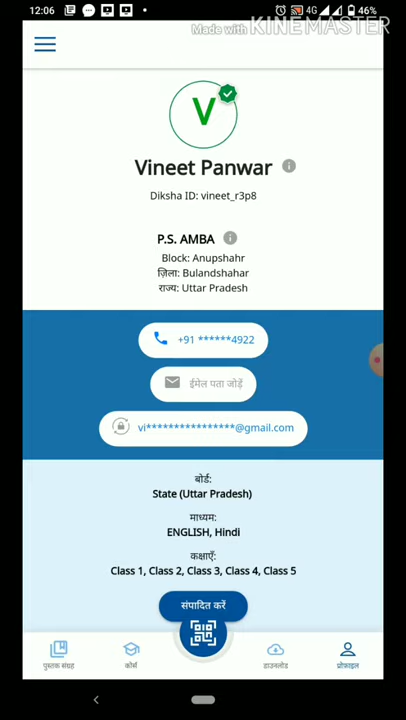 12:06
4G
46%
Made with KINEMASTER
V
Vineet Panwar
Diksha ID: vineet_r3p8
P.S. AMBA
Block: Anupshahr
ज़िला: Bulandshahar
राज्य: Uttar Pradesh
+91 ******4922
ईमेल पता जोड़ें
vi****************@gmail.com
बोर्ड:
State (Uttar Pradesh)
माध्यम:
ENGLISH, Hindi
कक्षाएँ:
Class 1, Class 2, Class 3, Class 4, Class 5
संपादित करें
पुस्तक संग्रह
कोर्स
डाउनलोड
प्रोफ़ाइल